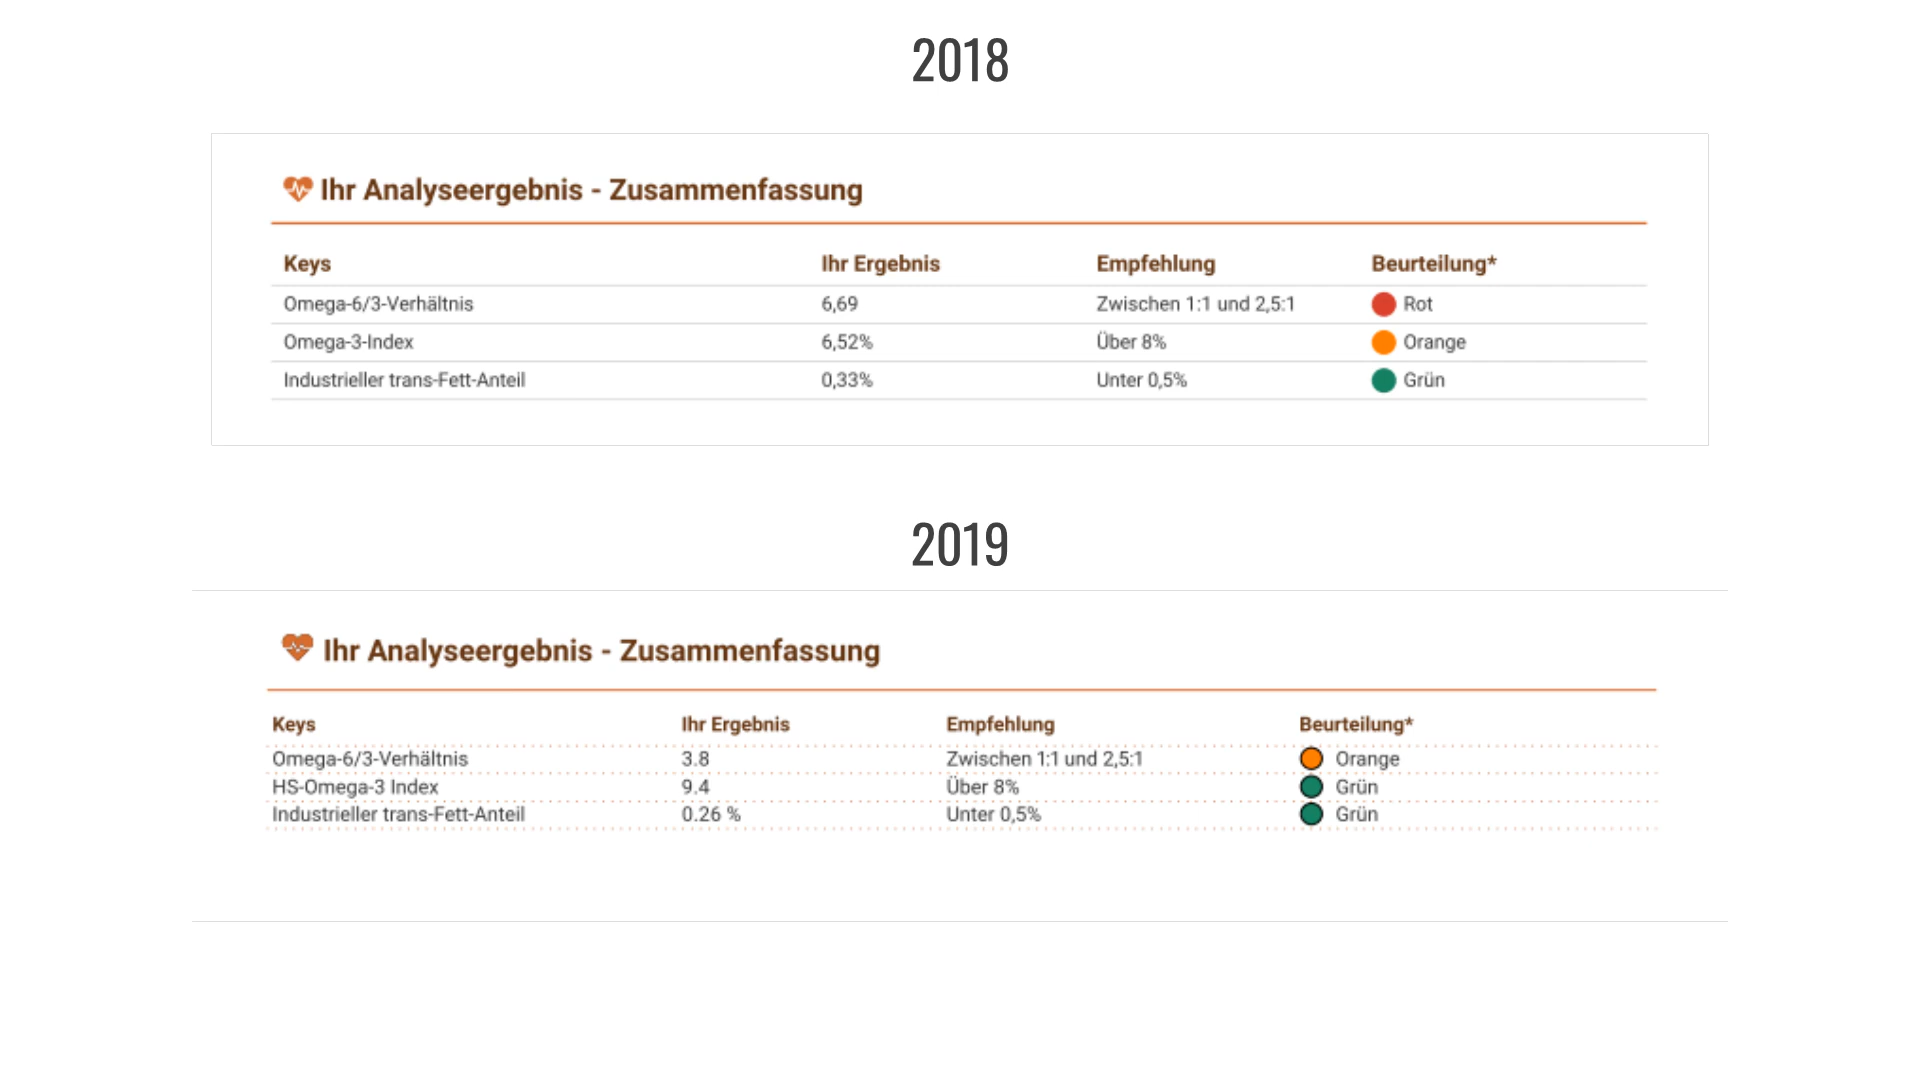 2018
Ihr Analyseergebnis - Zusammenfassung
Keys Ihr Ergebnis Empfehlung Beurteilung*
Omega-6/3-Verhältnis 6,69 Zwischen 1:1 und 2,5:1 Rot
Omega-3-Index 6,52% Über 8% Orange
Industrieller trans-Fett-Anteil 0,33% Unter 0,5% Grün
2019
Ihr Analyseergebnis - Zusammenfassung
Keys Ihr Ergebnis Empfehlung Beurteilung*
Omega-6/3-Verhältnis 3.8 Zwischen 1:1 und 2,5:1 Orange
HS-Omega-3 Index 9.4 Über 8% Grün
Industrieller trans-Fett-Anteil 0.26 % Unter 0,5% Grün